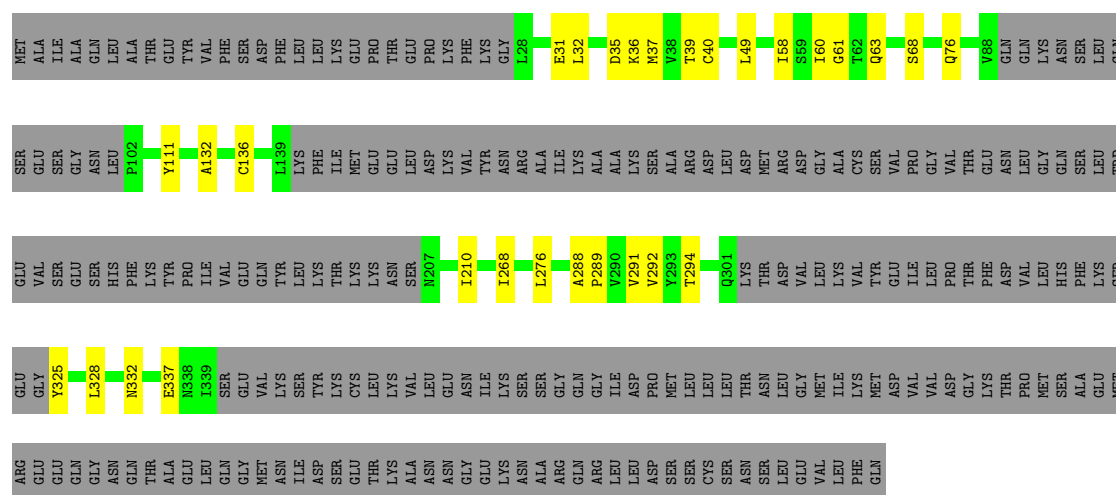 MET ALA ILE ALA GLN LEU ALA THR GLU TYR VAL PHE SER ASP PHE LEU LEU LYS GLU PRO THR GLU PRO LYS PHE LYS GLY L28 E31 L32 D35 K36 M37 V38 T39 C40 L49 I58 S59 I60 G61 T62 Q63 S68 Q76 V88 GLN GLN LYS ASN SER LEU
SER GLU SER GLY ASN LEU P102 Y111 A132 C136 L139 LYS PHE ILE MET GLU GLU LEU ASP LYS VAL TYR ASN ARG ALA ILE LYS ALA ALA LYS SER ALA ARG ASP LEU ASP MET ARG ASP GLY ALA CYS SER VAL PRO GLY VAL THR GLU ASN LEU GLY GLN SER LEU
GLU VAL SER GLU SER HIS PHE LYS TYR PRO ILE VAL GLU GLN TYR LEU LYS THR LYS LYS ASN SER N207 I210 I268 L276 A288 P289 V290 V291 V292 Y293 T294 Q301 LYS THR ASP VAL LEU LYS VAL TYR GLU ILE LEU PRO THR PHE ASP VAL LEU HIS PHE LYS
GLU GLY Y325 L328 N332 E337 N338 I339 SER GLU VAL LYS SER TYR LYS CYS LEU LYS VAL LEU GLU ASN ILE LYS SER SER GLY GLN GLY ILE ASP PRO MET LEU LEU LEU THR ASN LEU GLY MET ILE LYS MET ASP VAL VAL ASP GLY LYS THR PRO MET SER ALA GLU MET
ARG GLU GLU GLN GLY ASN GLN THR ALA GLU LEU GLN GLY MET ASN ILE ASP SER GLU THR LYS ALA ASN ASN GLY GLU LYS ASN ALA ARG GLN ARG LEU LEU ASP SER SER CYS SER ASN SER LEU GLU VAL LEU PHE GLN